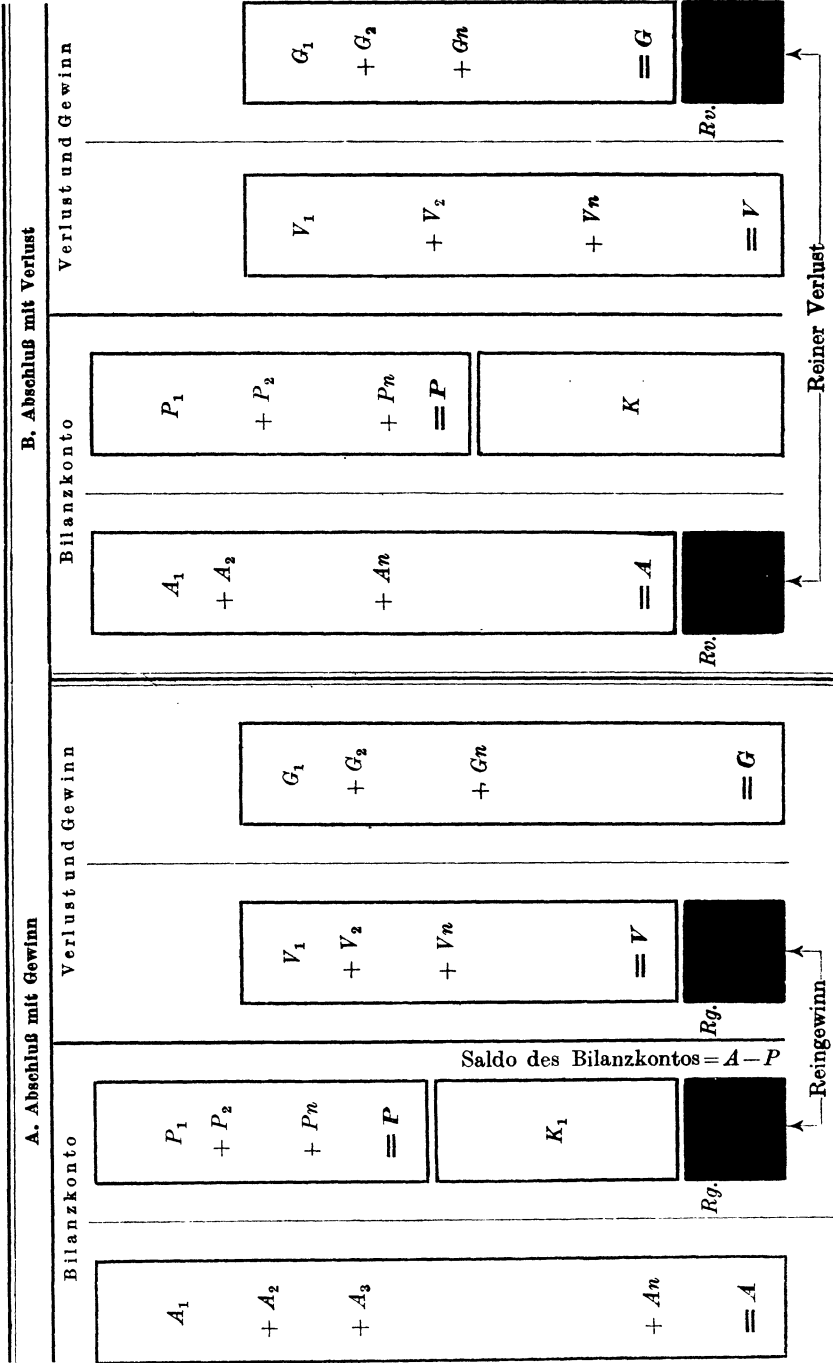 A. Abschluß mit Gewinn
Bilanzkonto
A₁
+ A₂
+ A₃
+ An
= A
P₁
+ P₂
+ Pn
= P
K₁
Rg.
Saldo des Bilanzkontos = A – P
Verlust und Gewinn
V₁
+ V₂
+ Vn
= V
Rg.
G₁
+ G₂
+ Gn
= G
Reingewinn
B. Abschluß mit Verlust
Bilanzkonto
A₁
+ A₂
+ An
= A
Rv.
P₁
+ P₂
+ Pn
= P
K
Verlust und Gewinn
V₁
+ V₂
+ Vn
= V
G₁
+ G₂
+ Gn
= G
Rv.
Reiner Verlust